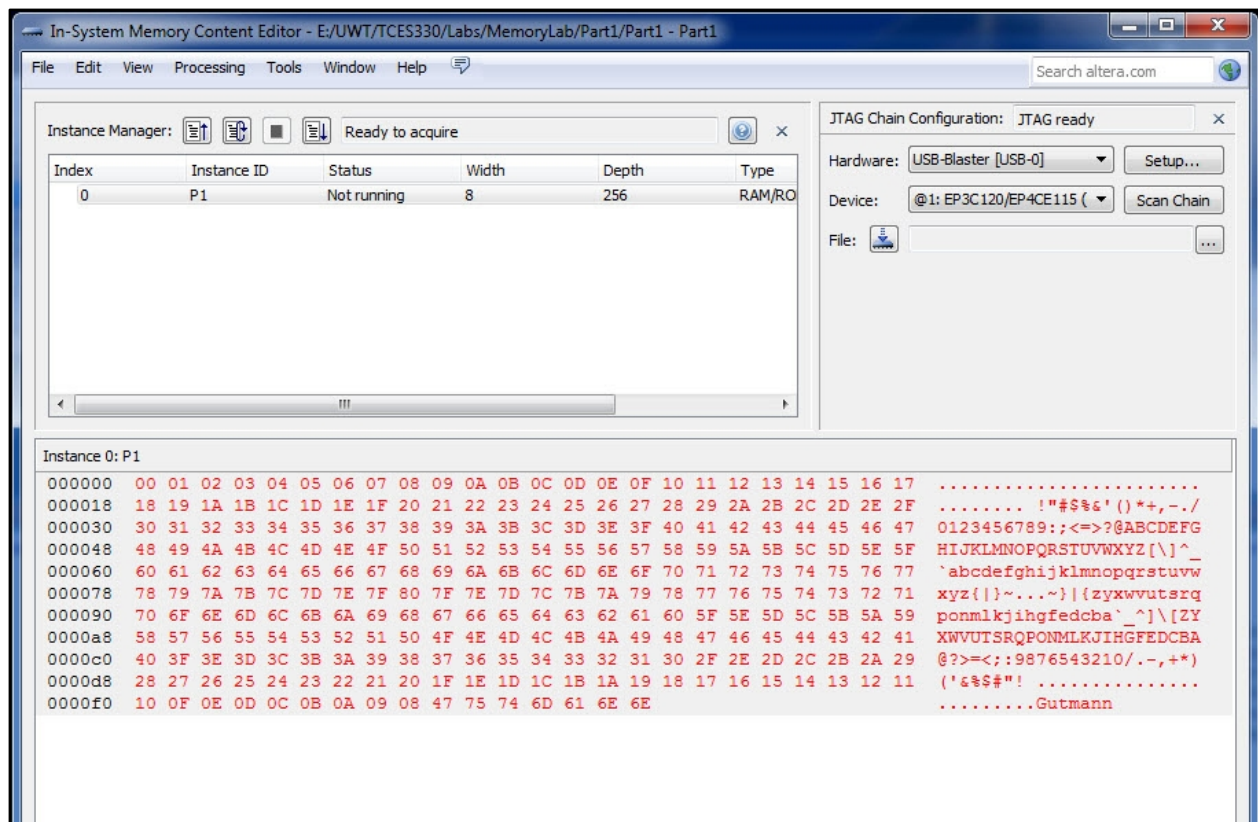 In-System Memory Content Editor - E:/UWT/TCES330/Labs/MemoryLab/Part1/Part1 - Part1
File Edit View Processing Tools Window Help
Search altera.com
Instance Manager: Ready to acquire
Index Instance ID Status Width Depth Type
0 P1 Not running 8 256 RAM/RO
JTAG Chain Configuration: JTAG ready
Hardware: USB-Blaster [USB-0] Setup...
Device: @1: EP3C120/EP4CE115 ( Scan Chain
File: ...
Instance 0: P1
000000 00 01 02 03 04 05 06 07 08 09 0A 0B 0C 0D 0E 0F 10 11 12 13 14 15 16 17 ........................
000018 18 19 1A 1B 1C 1D 1E 1F 20 21 22 23 24 25 26 27 28 29 2A 2B 2C 2D 2E 2F ........ !"#$%&'()*+,-./
000030 30 31 32 33 34 35 36 37 38 39 3A 3B 3C 3D 3E 3F 40 41 42 43 44 45 46 47 0123456789:;<=>?@ABCDEFG
000048 48 49 4A 4B 4C 4D 4E 4F 50 51 52 53 54 55 56 57 58 59 5A 5B 5C 5D 5E 5F HIJKLMNOPQRSTUVWXYZ[\]^_
000060 60 61 62 63 64 65 66 67 68 69 6A 6B 6C 6D 6E 6F 70 71 72 73 74 75 76 77 `abcdefghijklmnopqrstuvw
000078 78 79 7A 7B 7C 7D 7E 7F 80 7F 7E 7D 7C 7B 7A 79 78 77 76 75 74 73 72 71 xyz{|}~...~}|{zyxwvutsrq
000090 70 6F 6E 6D 6C 6B 6A 69 68 67 66 65 64 63 62 61 60 5F 5E 5D 5C 5B 5A 59 ponmlkjihgfedcba`_^]\[ZY
0000a8 58 57 56 55 54 53 52 51 50 4F 4E 4D 4C 4B 4A 49 48 47 46 45 44 43 42 41 XWVUTSRQPONMLKJIHGFEDCBA
0000c0 40 3F 3E 3D 3C 3B 3A 39 38 37 36 35 34 33 32 31 30 2F 2E 2D 2C 2B 2A 29 @?>=<;:9876543210/.-,+*)
0000d8 28 27 26 25 24 23 22 21 20 1F 1E 1D 1C 1B 1A 19 18 17 16 15 14 13 12 11 ('&%$#"! ...............
0000f0 10 0F 0E 0D 0C 0B 0A 09 08 47 75 74 6D 61 6E 6E .........Gutmann